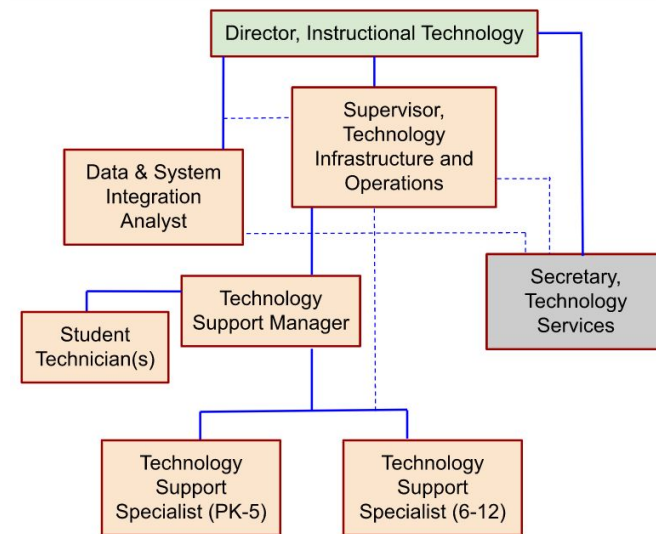 Director, Instructional Technology
Supervisor,
Technology
Infrastructure and
Operations
Data & System
Integration
Analyst
Secretary,
Technology
Services
Technology
Support Manager
Student
Technician(s)
Technology
Support
Specialist (PK-5)
Technology
Support
Specialist (6-12)